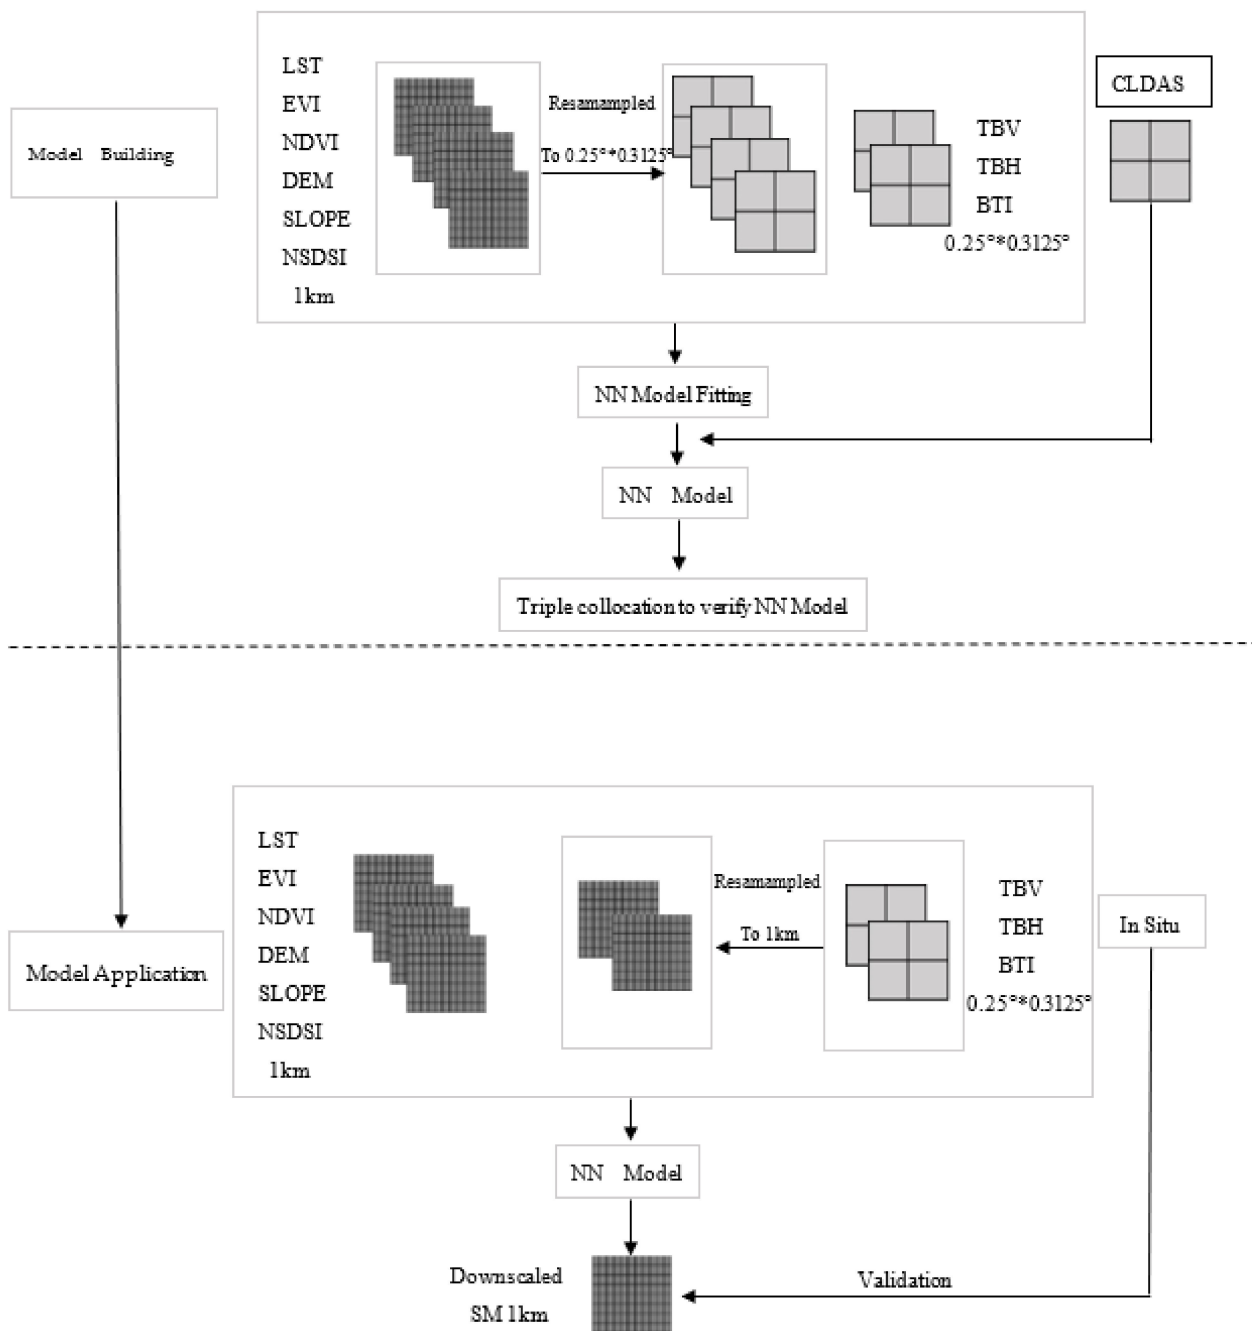 LST
EVI
NDVI
DEM
SLOPE
NSDSI
1km
Resamampled
To 0.25°*0.3125°
TBV
TBH
BTI
0.25°*0.3125°
CLDAS
Model Building
NN Model Fitting
NN Model
Triple collocation to verify NN Model
LST
EVI
NDVI
DEM
SLOPE
NSDSI
1km
Resamampled
To 1km
TBV
TBH
BTI
0.25°*0.3125°
In Situ
Model Application
NN Model
Downscaled
SM 1km
Validation